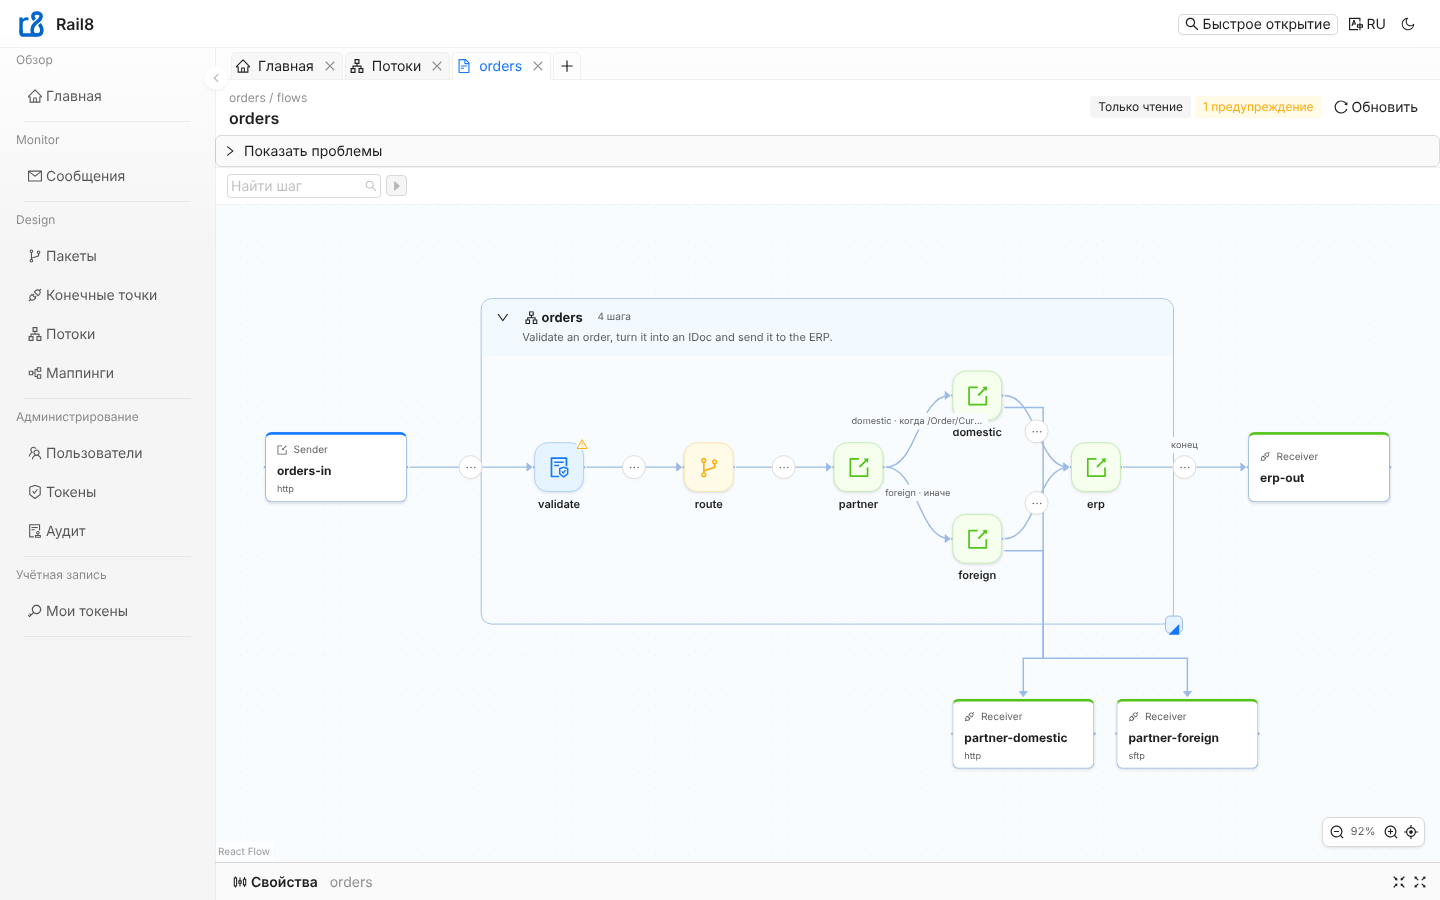 Rail8
Быстрое открытие
RU
Обзор
Главная
Monitor
Сообщения
Design
Пакеты
Конечные точки
Потоки
Маппинги
Администрирование
Пользователи
Токены
Аудит
Учётная запись
Мои токены
Главная
Потоки
orders
orders / flows
orders
Только чтение
1 предупреждение
Обновить
Показать проблемы
Найти шаг
orders
4 шага
Validate an order, turn it into an IDoc and send it to the ERP.
Sender
orders-in
http
validate
route
partner
domestic · когда /Order/Cur...
domestic
foreign · иначе
foreign
erp
конец
Receiver
erp-out
Receiver
partner-domestic
http
Receiver
partner-foreign
sftp
92%
React Flow
Свойства
orders